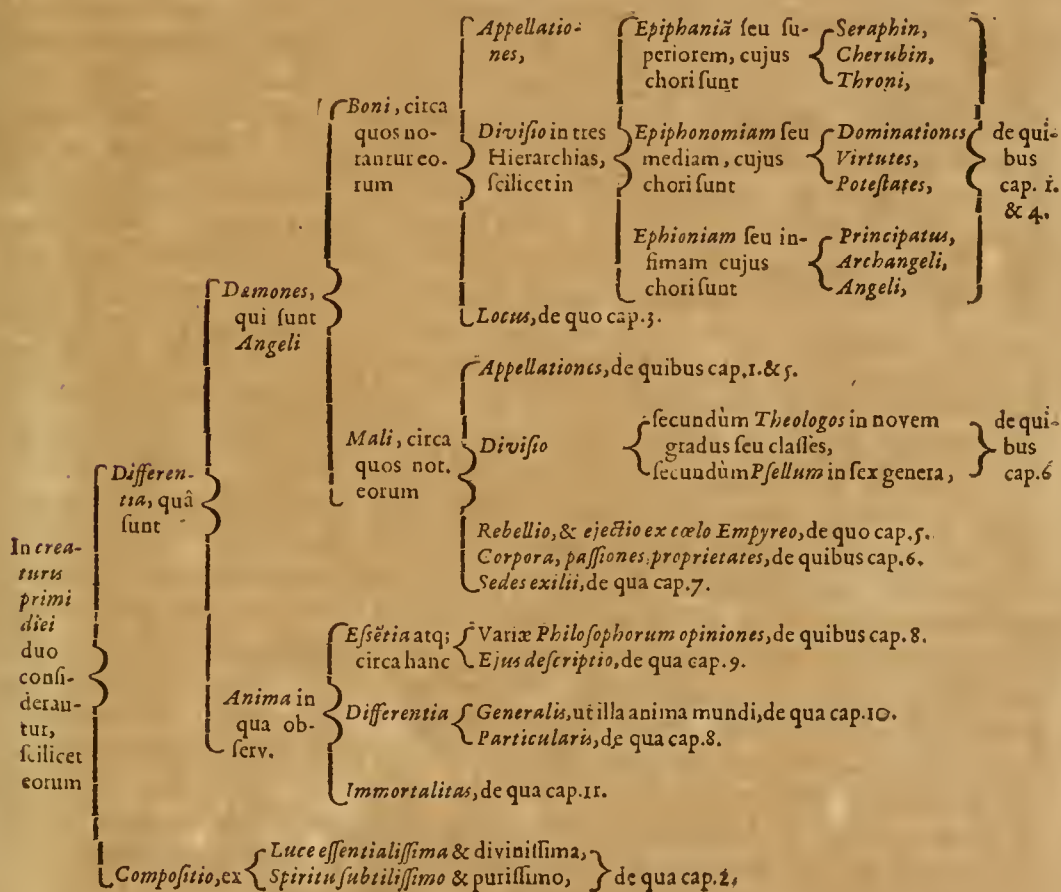 In crea-
turis
primi
diei
duo
consi-
derau-
tur,
scilicet
eorum
Differen-
tia, quâ
sunt
Dæmones,
qui sunt
Angeli
Boni, circa
quos no-
tantur eo-
rum
Appellatio-
nes,
Divisio in tres
Hierarchias,
scilicet in
Epiphaniã seu su-
periorem, cujus
chori sunt
Seraphin,
Cherubin,
Throni,
Epiphonomiam seu
mediam, cujus
chori sunt
Dominationes
Virtutes,
Potestates,
Ephioniam seu in-
fimam cujus
chori sunt
Principatus,
Archangeli,
Angeli,
de qui-
bus
cap. 1.
& 4.
Locus, de quo cap.3.
Mali, circa
quos not.
eorum
Appellationes, de quibus cap.1.& 5.
Divisio
secundùm Theologos in novem
gradus seu classes,
secundùm Psellum in sex genera,
de qui-
bus
cap.6
Rebellio, & ejectio ex cœlo Empyreo, de quo cap.5.
Corpora, passiones, proprietates, de quibus cap.6.
Sedes exilii, de qua cap.7.
Anima in
qua ob-
serv.
Essẽtia atq;
circa hanc
Variæ Philosophorum opiniones, de quibus cap. 8.
Ejus descriptio, de qua cap. 9.
Differentia
Generalis, ut illa anima mundi, de qua cap.10.
Particularis, de qua cap.8.
Immortalitas, de qua cap.11.
Compositio, ex
Luce essentialissima & divinissima,
Spiritu subtilissimo & purissimo,
de qua cap.2.